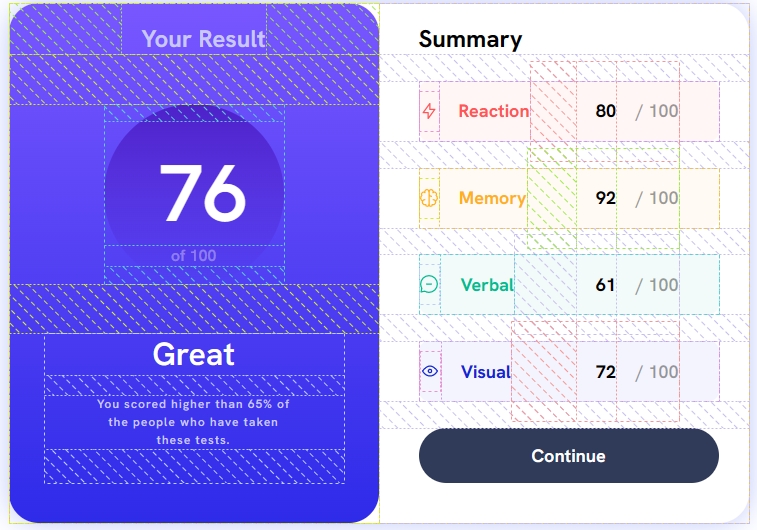 Your Result
76
of 100
Great
You scored higher than 65% of
the people who have taken
these tests.
Summary
Reaction 80 / 100
Memory 92 / 100
Verbal 61 / 100
Visual 72 / 100
Continue